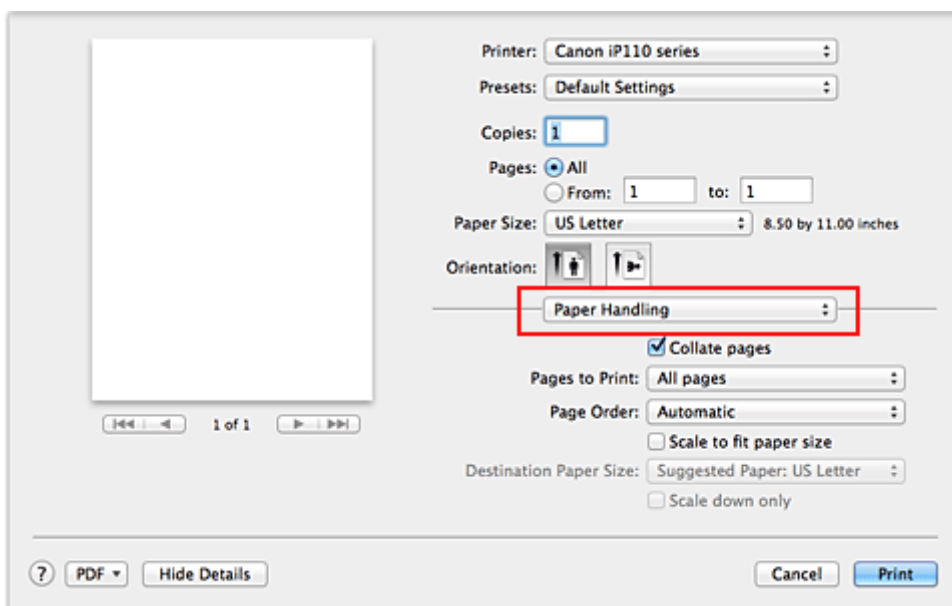 Printer: Canon iP110 series
Presets: Default Settings
Copies: 1
Pages: All
From: 1 to: 1
Paper Size: US Letter 8.50 by 11.00 inches
Orientation:
Paper Handling
Collate pages
Pages to Print: All pages
Page Order: Automatic
1 of 1
Scale to fit paper size
Destination Paper Size: Suggested Paper: US Letter
Scale down only
? PDF Hide Details Cancel Print